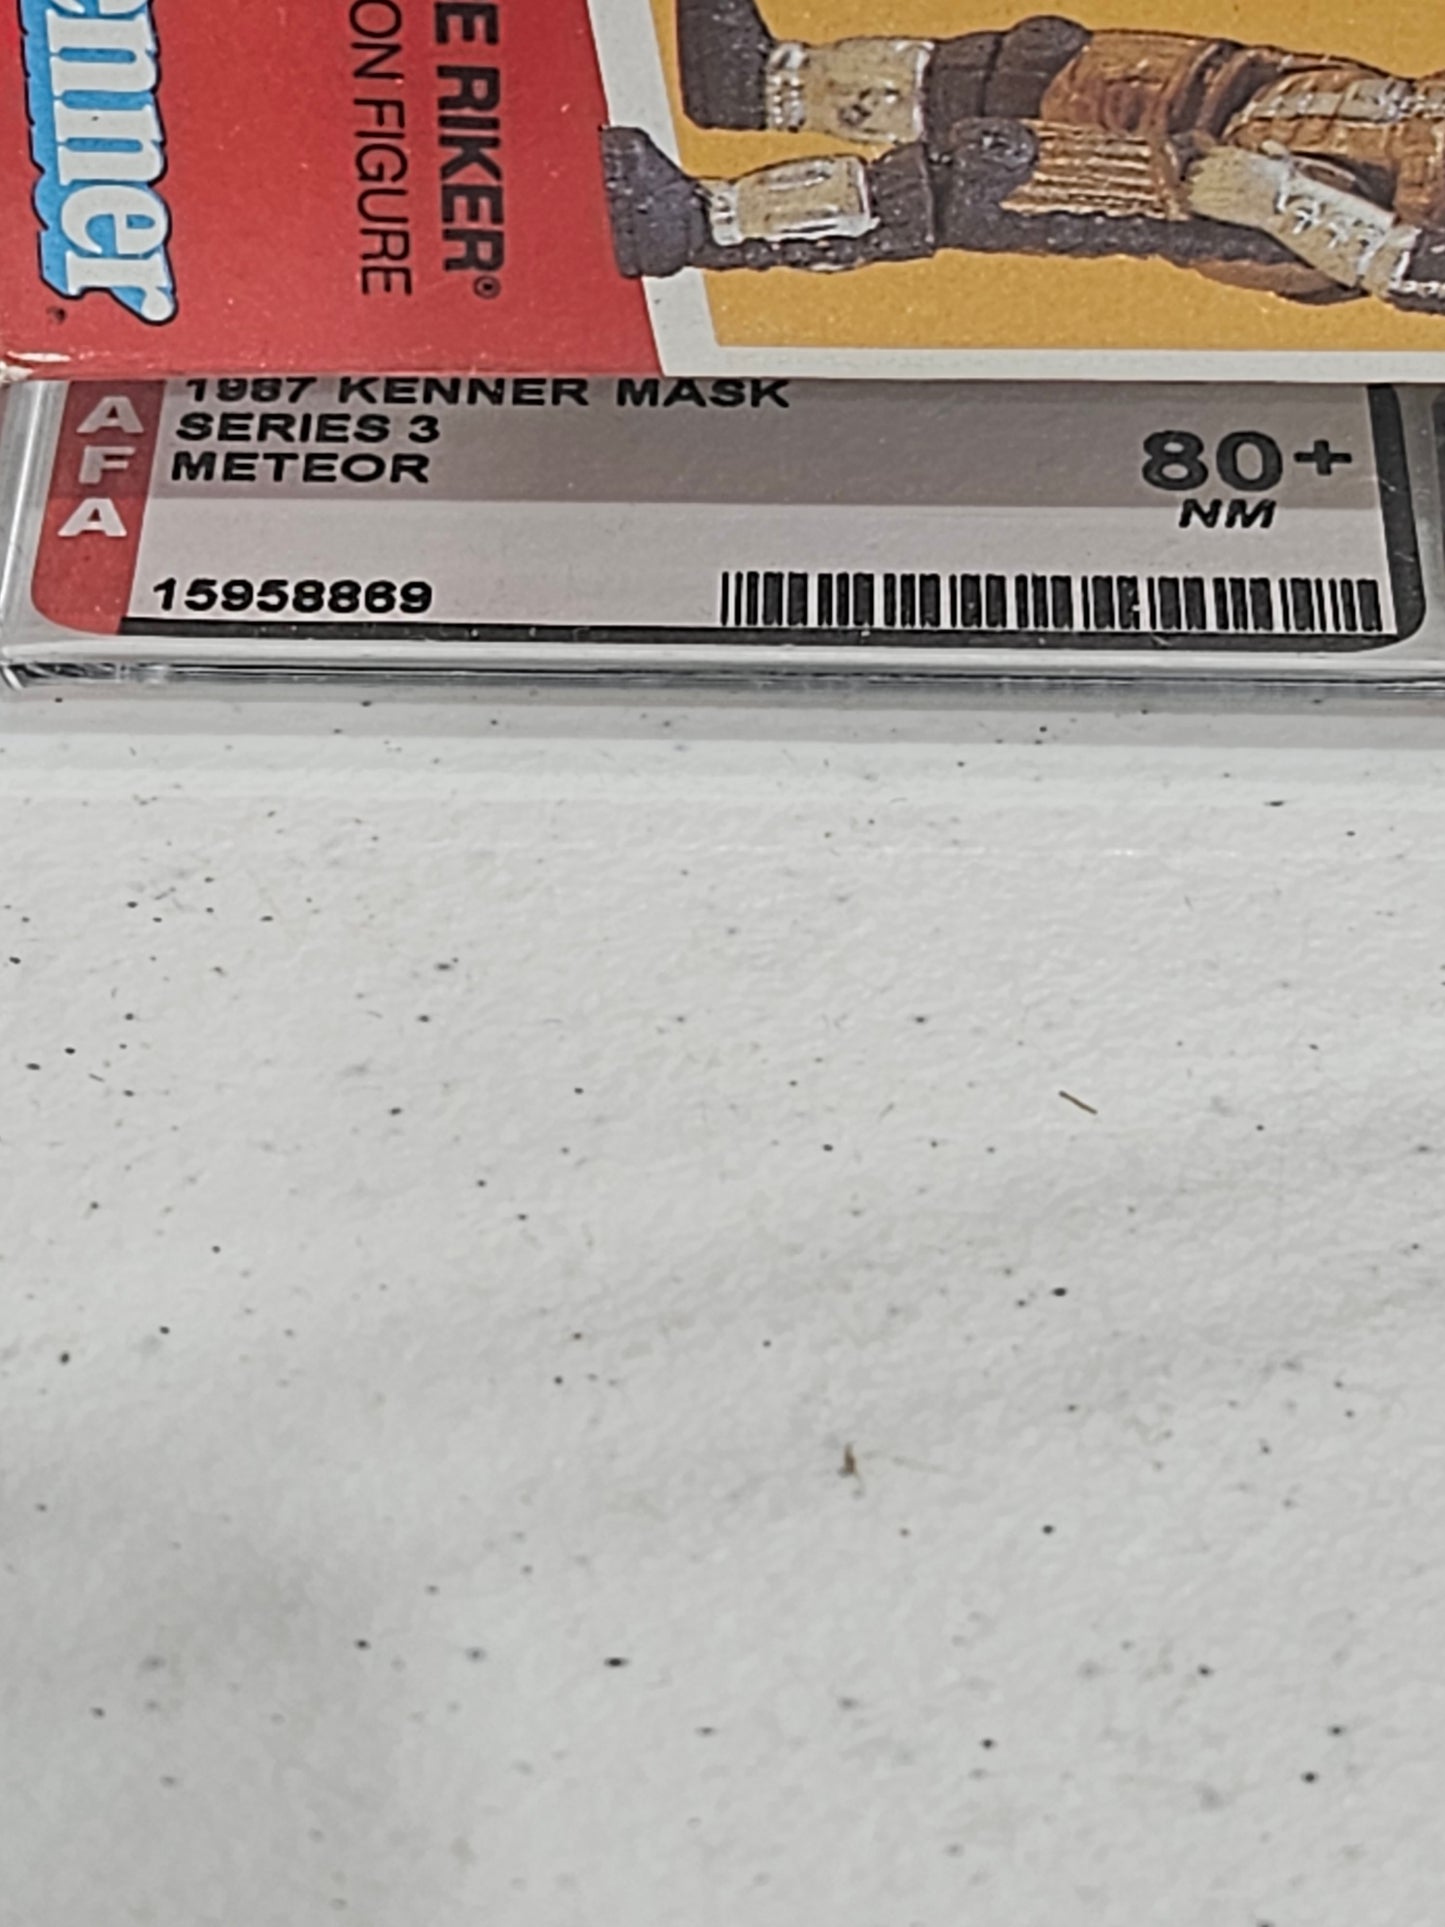 enner
E RIKER®
ON FIGURE
AFA
1987 KENNER MASK
SERIES 3
METEOR
80+
NM
15958869